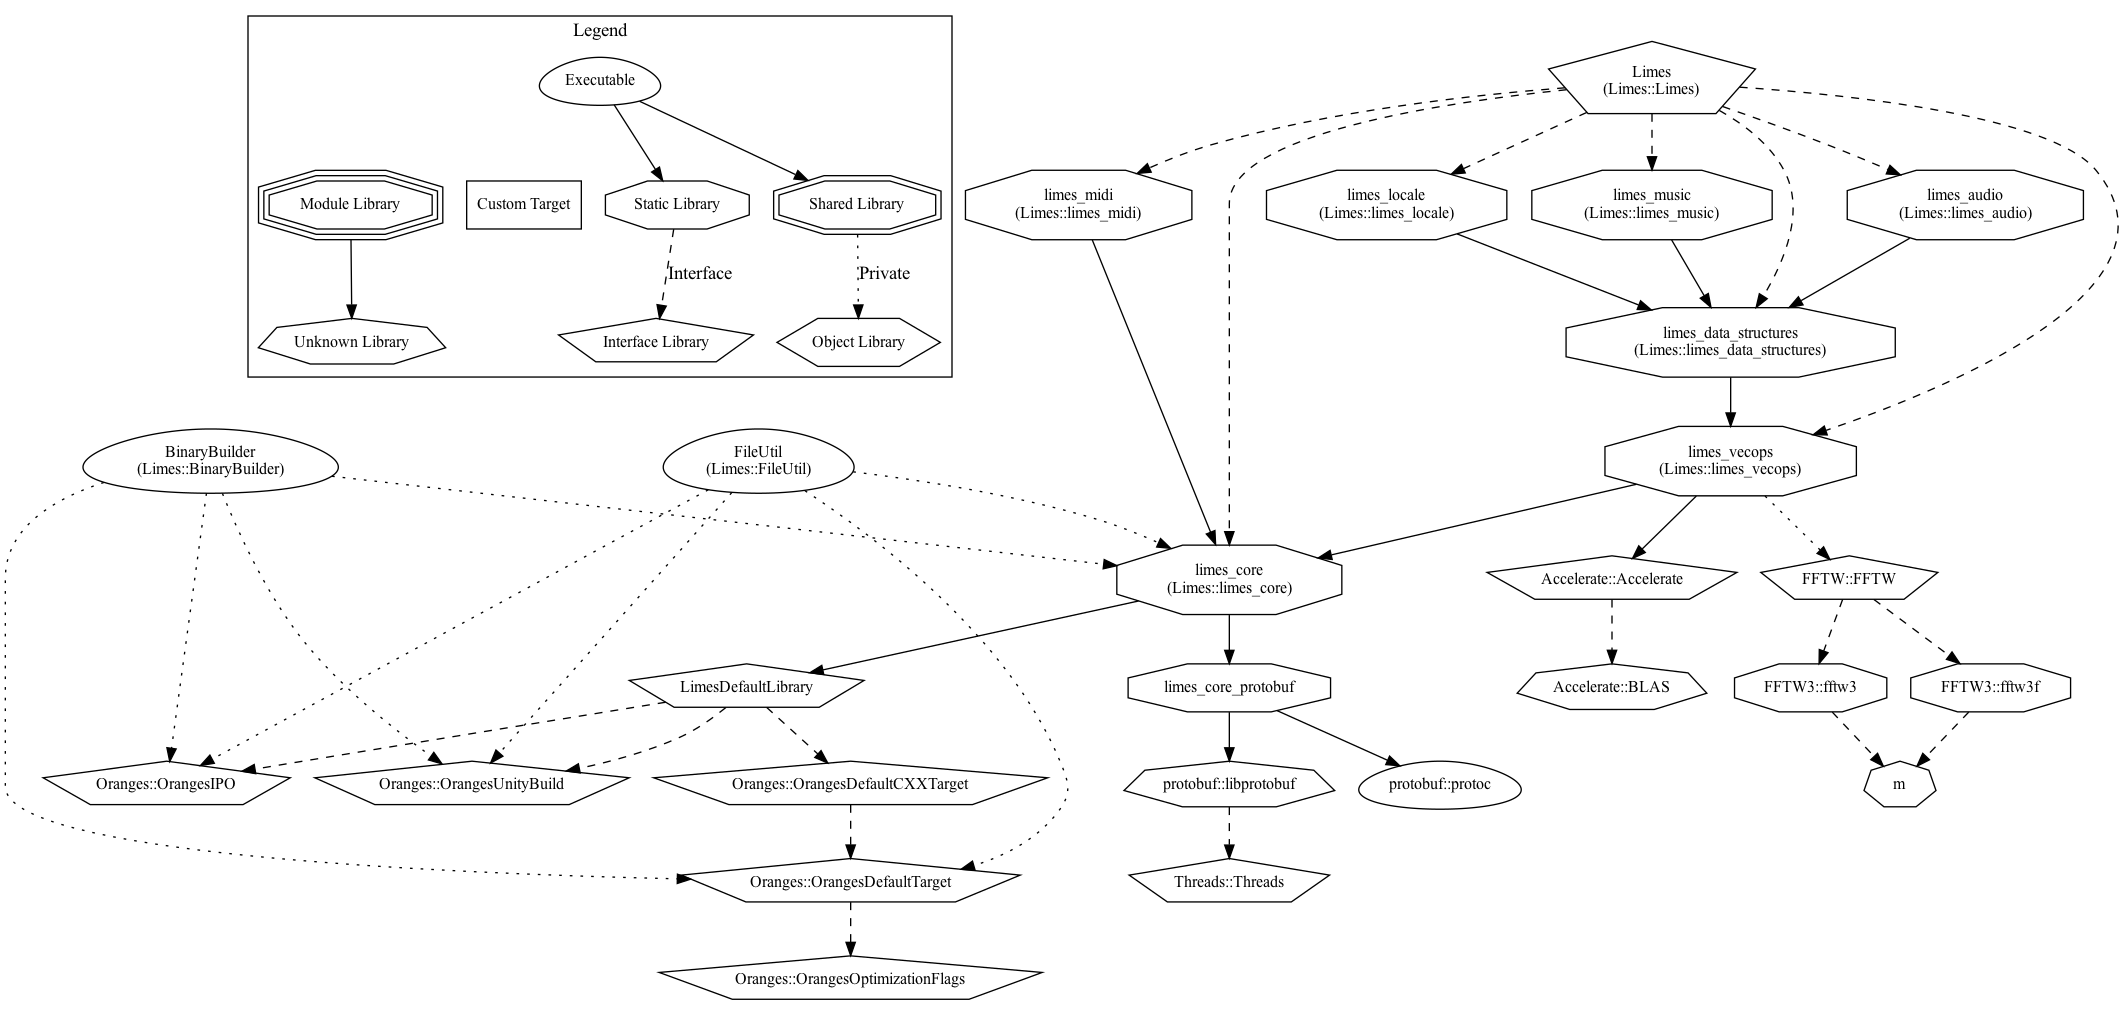 Legend
Executable
Module Library
Custom Target
Static Library
Shared Library
Interface
Private
Unknown Library
Interface Library
Object Library
Limes
(Limes::Limes)
limes_midi
(Limes::limes_midi)
limes_locale
(Limes::limes_locale)
limes_music
(Limes::limes_music)
limes_audio
(Limes::limes_audio)
limes_data_structures
(Limes::limes_data_structures)
BinaryBuilder
(Limes::BinaryBuilder)
FileUtil
(Limes::FileUtil)
limes_vecops
(Limes::limes_vecops)
limes_core
(Limes::limes_core)
Accelerate::Accelerate
FFTW::FFTW
LimesDefaultLibrary
limes_core_protobuf
Accelerate::BLAS
FFTW3::fftw3
FFTW3::fftw3f
Oranges::OrangesIPO
Oranges::OrangesUnityBuild
Oranges::OrangesDefaultCXXTarget
protobuf::libprotobuf
protobuf::protoc
m
Oranges::OrangesDefaultTarget
Threads::Threads
Oranges::OrangesOptimizationFlags